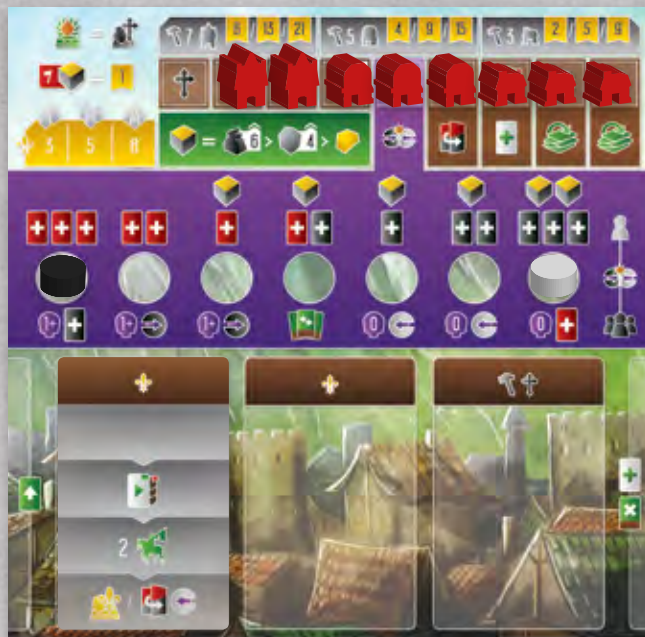 = 7 8 / 13 / 21 5 4 / 9 / 15 3 2 / 5 / 9
7 = 1
3 5 8 = 6 > 4 > +
+ + + + + + + + + + + + + +
1+ + 1+ 1+ 0 0 0 +
+
2
/